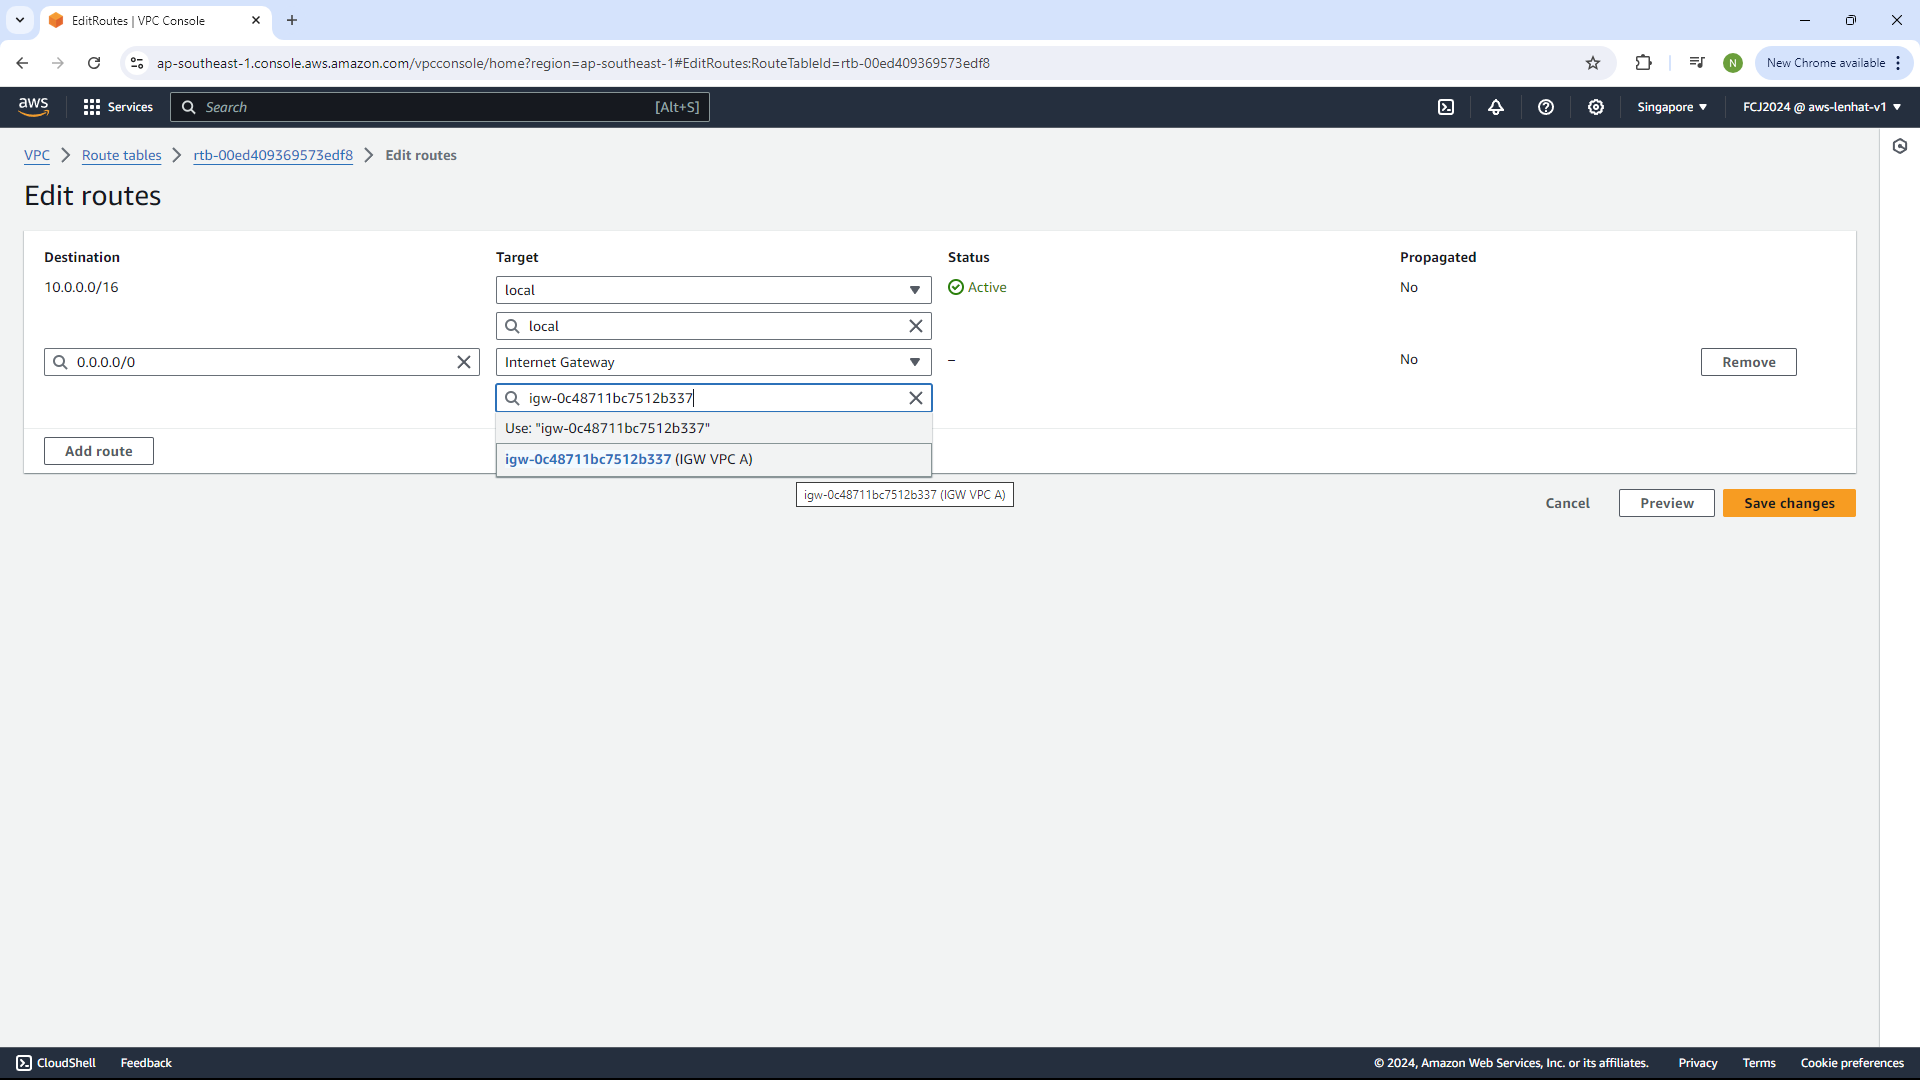 EditRoutes | VPC Console
ap-southeast-1.console.aws.amazon.com/vpcconsole/home?region=ap-southeast-1#EditRoutes:RouteTableId=rtb-00ed409369573edf8
N
New Chrome available
aws
Services
Search
[Alt+S]
Singapore
FCJ2024 @ aws-lenhat-v1
VPC
Route tables
rtb-00ed409369573edf8
Edit routes
Edit routes
Destination
Target
Status
Propagated
10.0.0.0/16
local
Active
No
local
0.0.0.0/0
Internet Gateway
–
No
Remove
igw-0c48711bc7512b337
Use: "igw-0c48711bc7512b337"
Add route
igw-0c48711bc7512b337 (IGW VPC A)
igw-0c48711bc7512b337 (IGW VPC A)
Cancel
Preview
Save changes
CloudShell
Feedback
© 2024, Amazon Web Services, Inc. or its affiliates.
Privacy
Terms
Cookie preferences